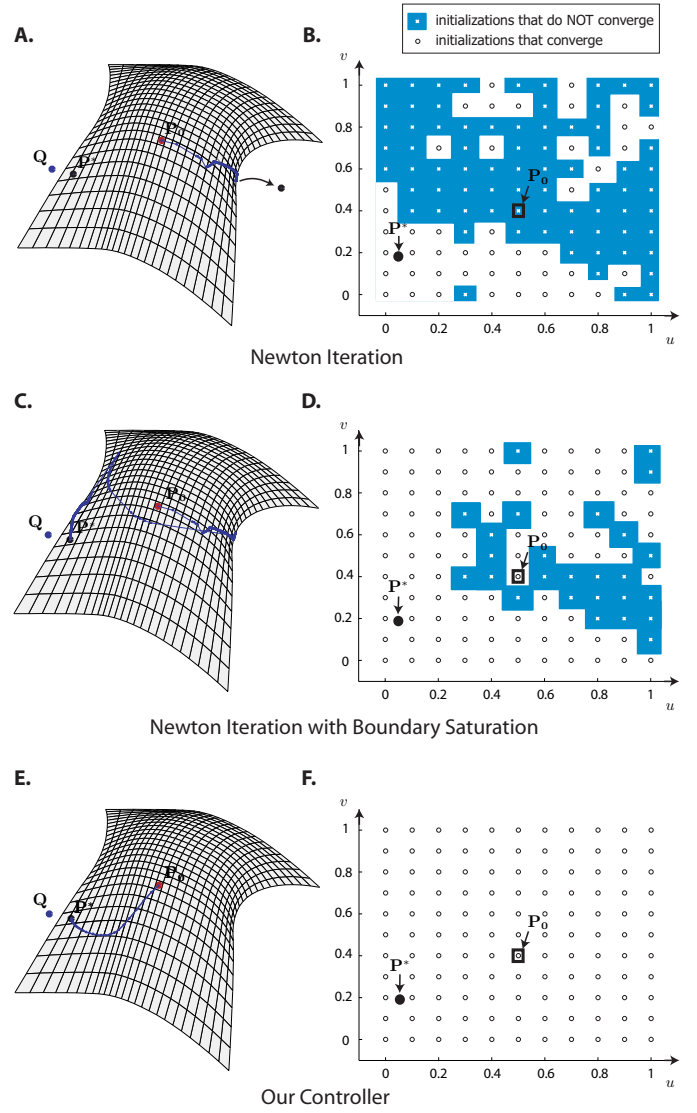 initializations that do NOT converge
initializations that converge
A.
B.
P₀
Q
P*
v
1
0.8
0.6
0.4
0.2
0
P₀
P*
0
0.2
0.4
0.6
0.8
1
u
Newton Iteration
C.
D.
P₀
Q
P*
v
1
0.8
0.6
0.4
0.2
0
P₀
P*
0
0.2
0.4
0.6
0.8
1
u
Newton Iteration with Boundary Saturation
E.
F.
P₀
Q
P*
v
1
0.8
0.6
0.4
0.2
0
P₀
P*
0
0.2
0.4
0.6
0.8
1
u
Our Controller